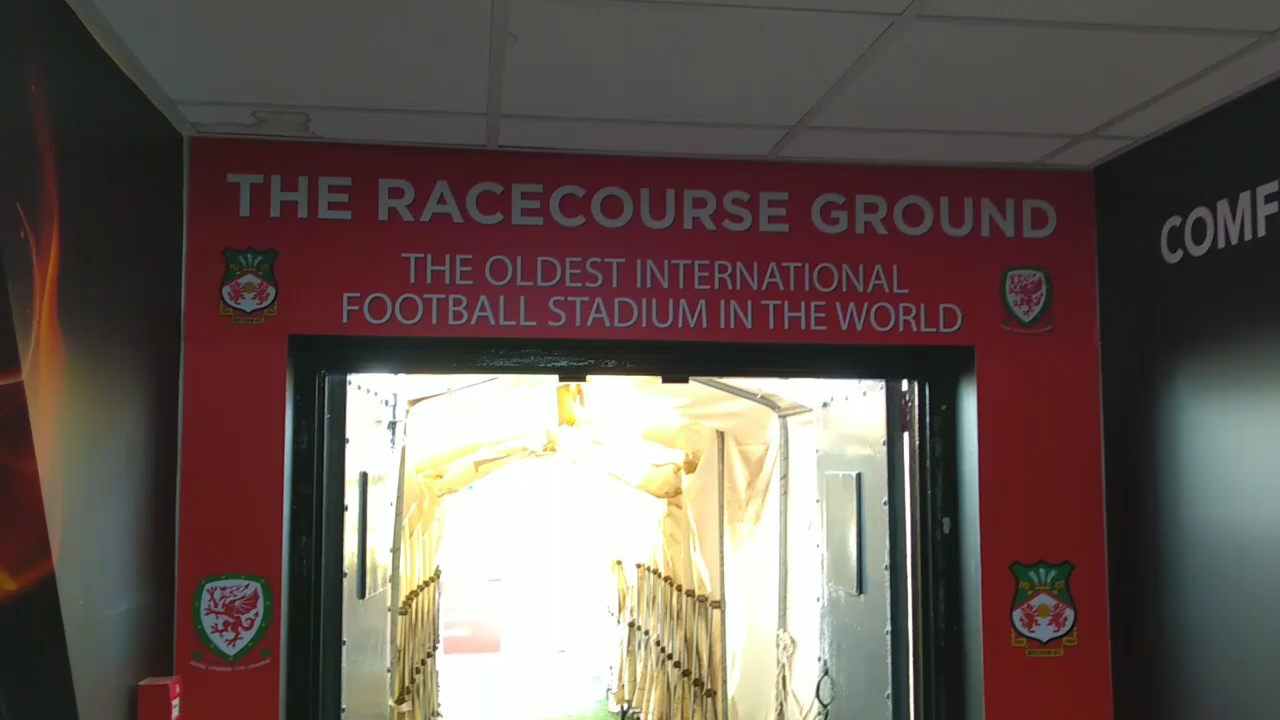 THE RACECOURSE GROUND
THE OLDEST INTERNATIONAL
FOOTBALL STADIUM IN THE WORLD
COMF